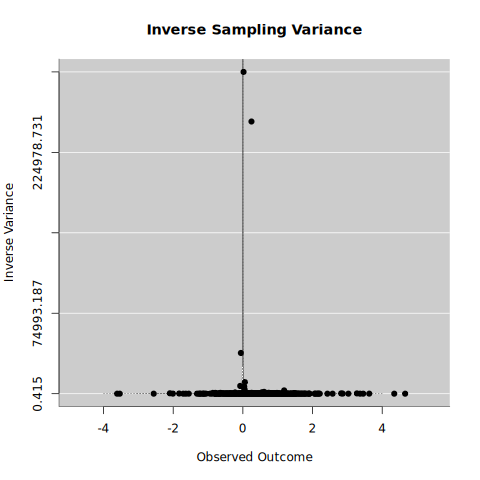 Inverse Sampling Variance
224978.731
74993.187
0.415
Inverse Variance
-4 -2 0 2 4
Observed Outcome